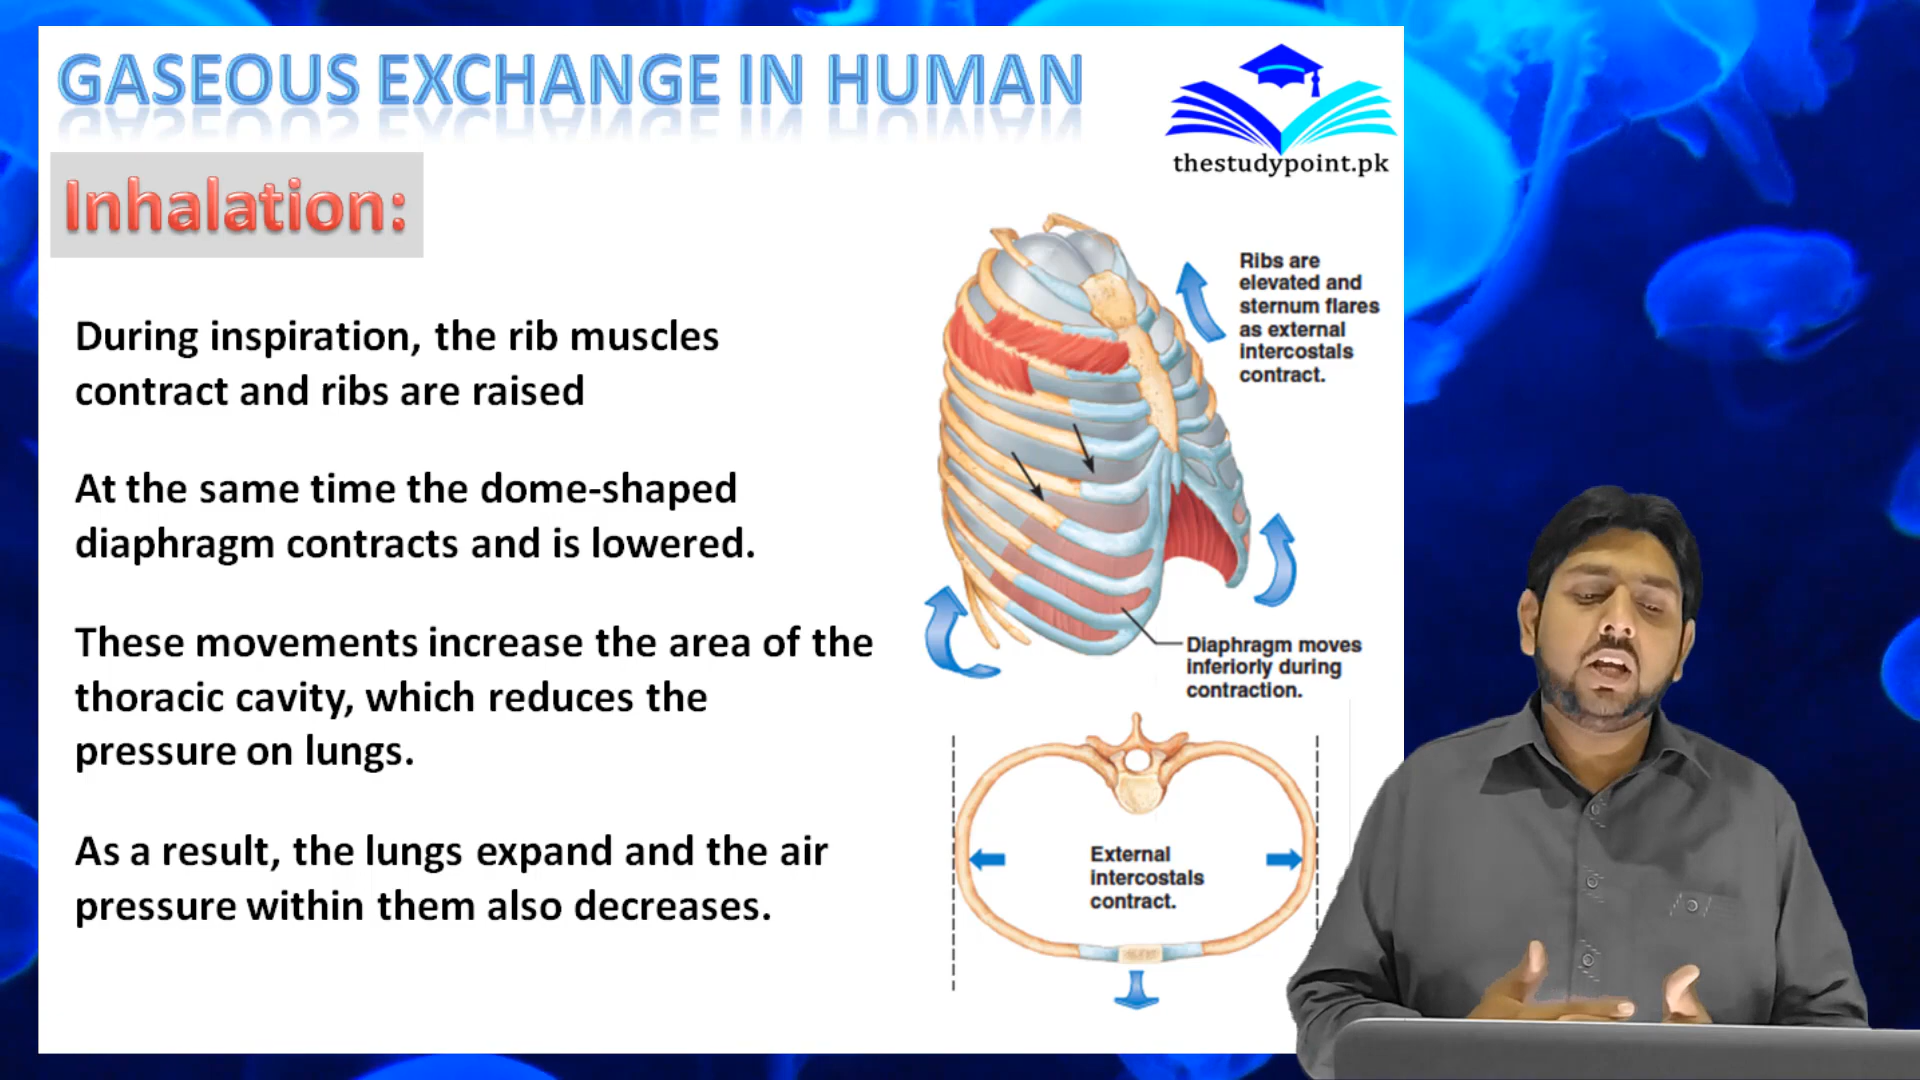 GASEOUS EXCHANGE IN HUMAN
thestudypoint.pk
Inhalation:
During inspiration, the rib muscles
contract and ribs are raised
At the same time the dome-shaped
diaphragm contracts and is lowered.
These movements increase the area of the
thoracic cavity, which reduces the
pressure on lungs.
As a result, the lungs expand and the air
pressure within them also decreases.
Ribs are
elevated and
sternum flares
as external
intercostals
contract.
Diaphragm moves
inferiorly during
contraction.
External
intercostals
contract.